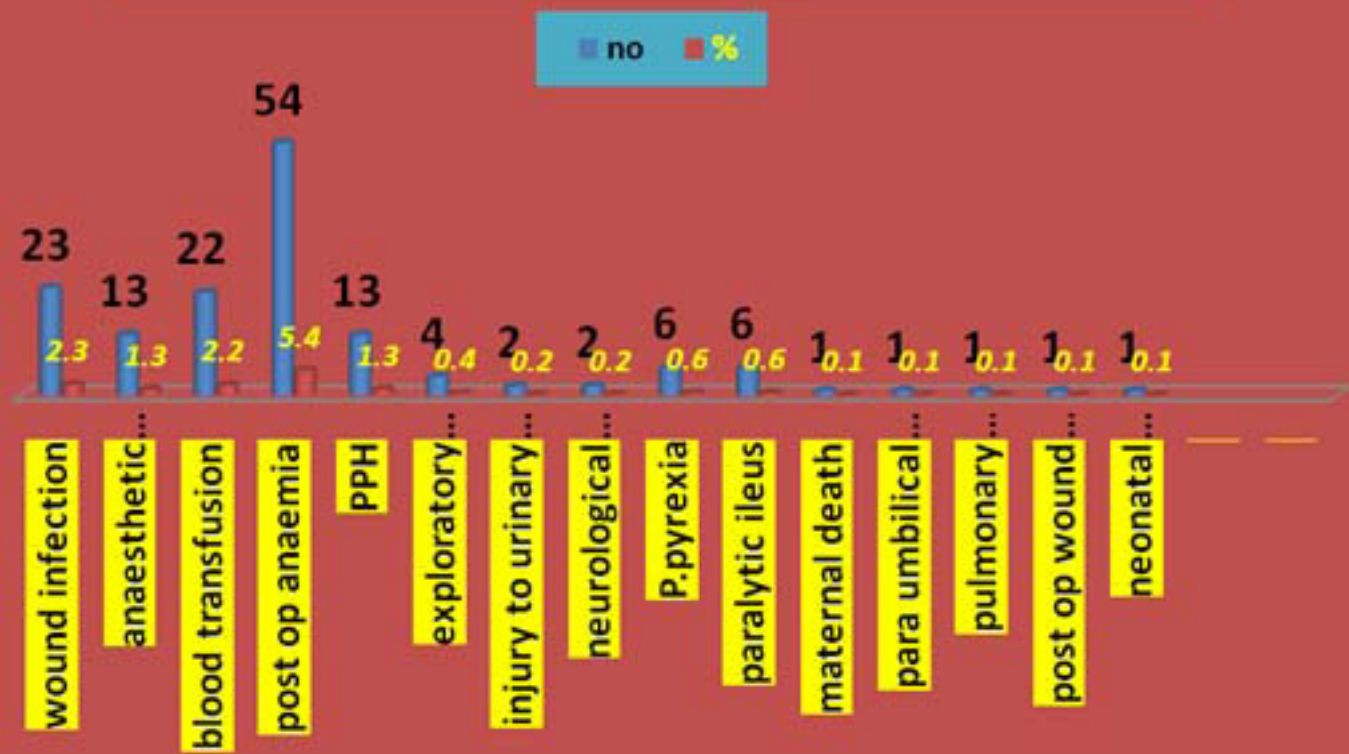 no %
54
23
22
13
13
4
2
2
6
6
1
1
1
1
1
2.3
1.3
2.2
5.4
1.3
0.4
0.2
0.2
0.6
0.6
0.1
0.1
0.1
0.1
0.1
wound infection
anaesthetic...
blood transfusion
post op anaemia
PPH
exploratory...
injury to urinary...
neurological...
P.pyrexia
paralytic ileus
maternal death
para umbilical...
pulmonary...
post op wound...
neonatal...